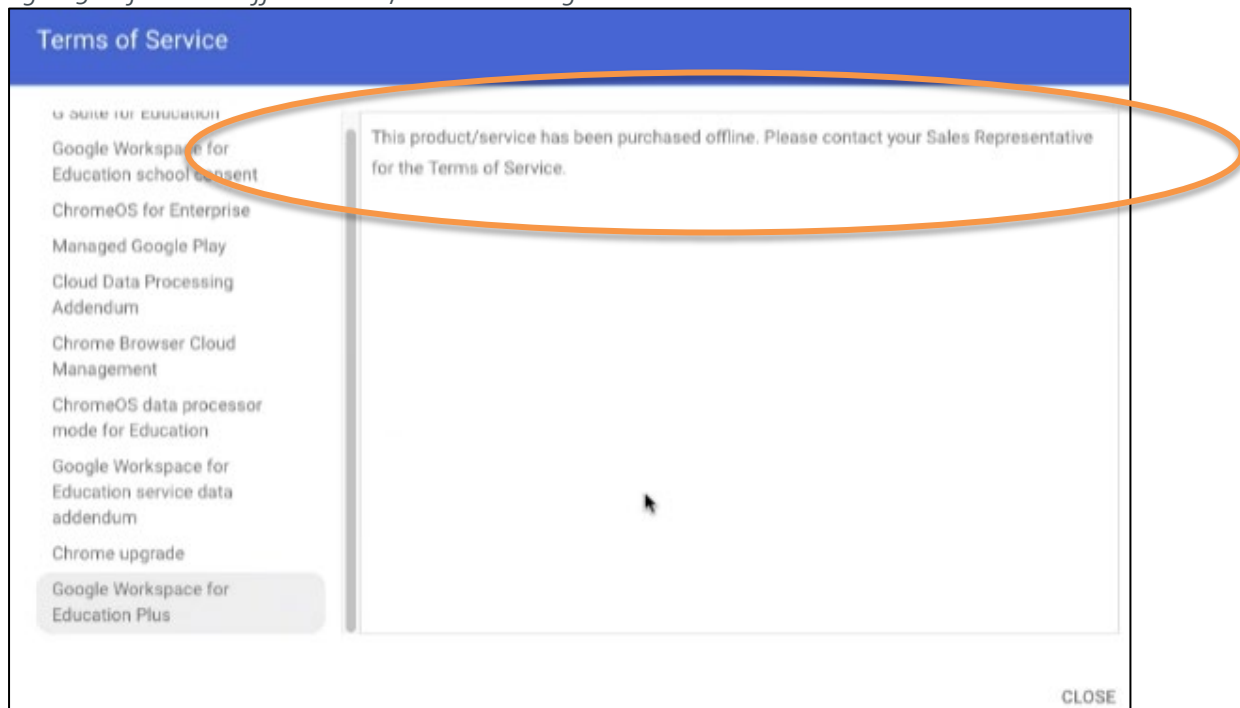 Terms of Service
G Suite for Education
Google Workspace for
Education school consent
ChromeOS for Enterprise
Managed Google Play
Cloud Data Processing
Addendum
Chrome Browser Cloud
Management
ChromeOS data processor
mode for Education
Google Workspace for
Education service data
addendum
Chrome upgrade
Google Workspace for
Education Plus
This product/service has been purchased offline. Please contact your Sales Representative
for the Terms of Service.
CLOSE